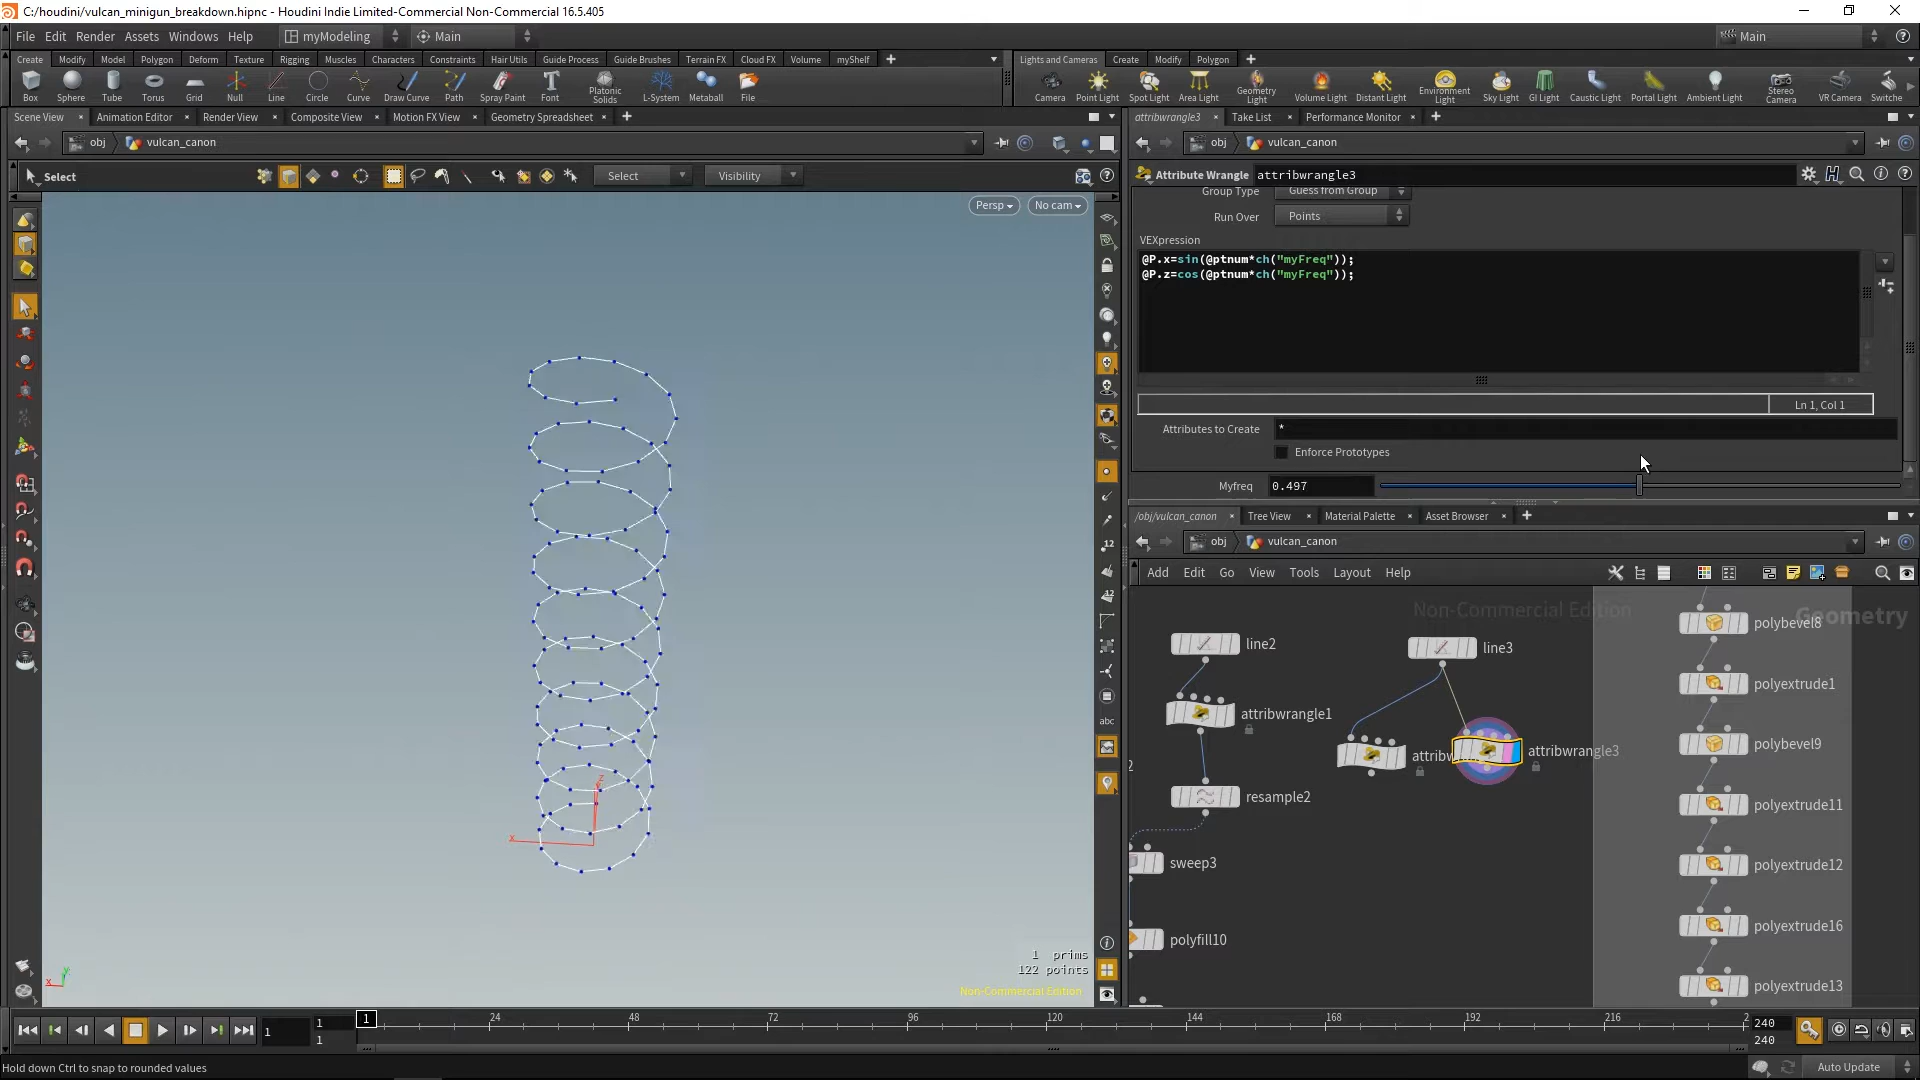 C:/houdini/vulcan_minigun_breakdown.hipnc - Houdini Indie Limited-Commercial Non-Commercial 16.5.405
File Edit Render Assets Windows Help myModeling Main Main
Create Modify Model Polygon Deform Texture Rigging Muscles Characters Constraints Hair Utils Guide Process Guide Brushes Terrain FX Cloud FX Volume myShelf
Lights and Cameras Create Modify Polygon
Box Sphere Tube Torus Grid Null Line Circle Curve Draw Curve Path Spray Paint Font Platonic Solids L-System Metaball File
Camera Point Light Spot Light Area Light Geometry Light Volume Light Distant Light Environment Light Sky Light GI Light Caustic Light Portal Light Ambient Light Stereo Camera VR Camera Switche
Scene View Animation Editor Render View Composite View Motion FX View Geometry Spreadsheet
attribwrangle3 Take List Performance Monitor
obj vulcan_canon
obj vulcan_canon
Select Select Visibility
Persp No cam
Attribute Wrangle attribwrangle3
Group Type Guess from Group
Run Over Points
VEXpression
@P.x=sin(@ptnum*ch("myFreq"));
@P.z=cos(@ptnum*ch("myFreq"));
Ln 1, Col 1
Attributes to Create *
Enforce Prototypes
Myfreq 0.497
/obj/vulcan_canon Tree View Material Palette Asset Browser
obj vulcan_canon
Add Edit Go View Tools Layout Help
Non-Commercial Edition
Geometry
line2
line3
attribwrangle1
attribw
attribwrangle3
resample2
sweep3
polyfill10
2
polybevel8
polyextrude1
polybevel9
polyextrude11
polyextrude12
polyextrude16
polyextrude13
12
12
abc
z
x
y
x
1 prims
122 points
Non-Commercial Edition
1 1 1 1 24 48 72 96 120 144 168 192 216 2 240 240
Hold down Ctrl to snap to rounded values
Auto Update